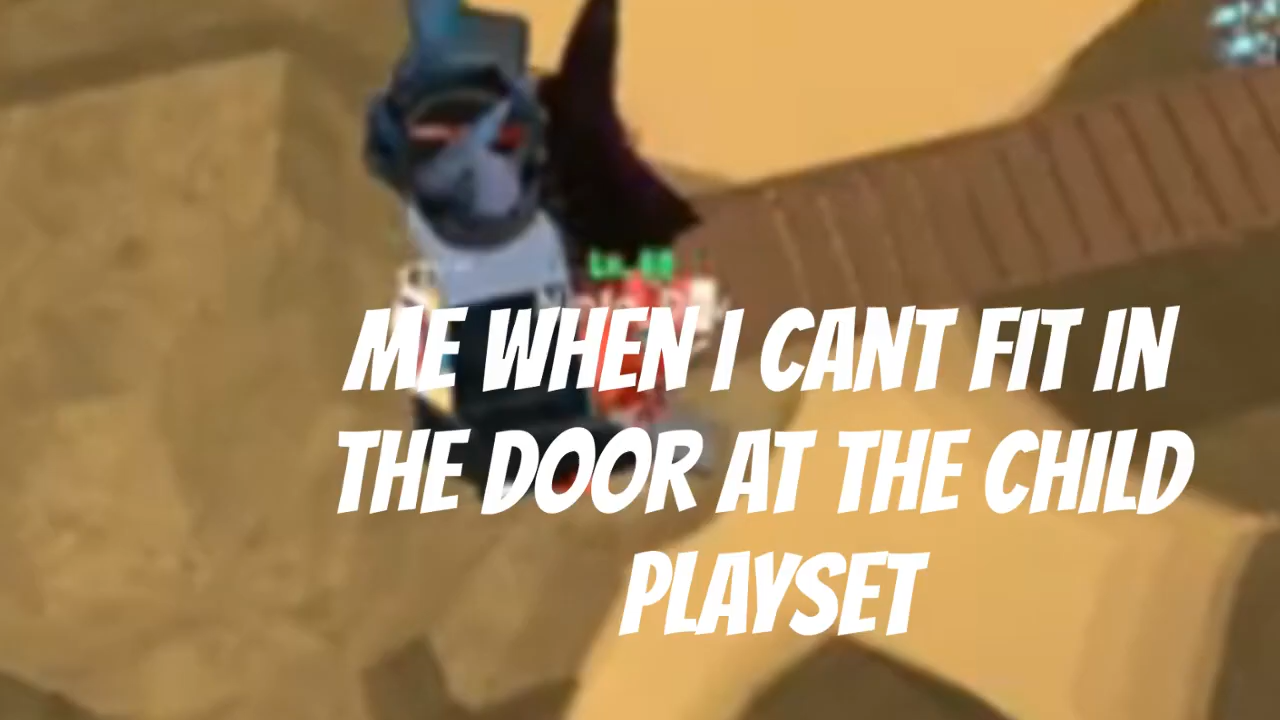 ME WHEN I CANT FIT IN
THE DOOR AT THE CHILD
PLAYSET